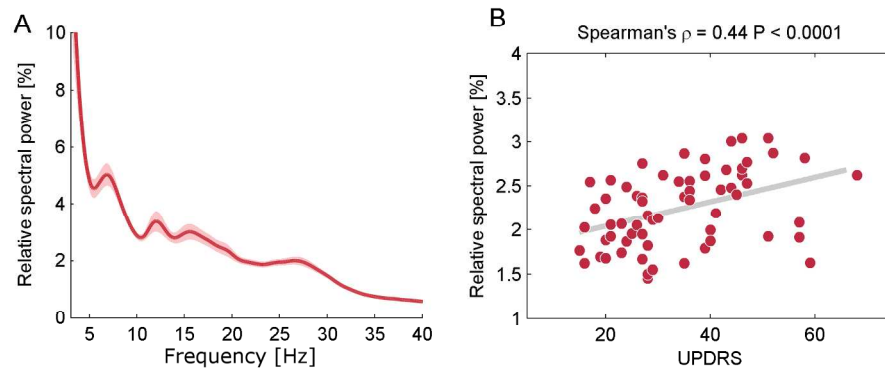 A
Relative spectral power [%]
10
8
6
4
2
0
5 10 15 20 25 30 35 40
Frequency [Hz]
B
Spearman's ρ = 0.44 P < 0.0001
Relative spectral power [%]
4
3.5
3
2.5
2
1.5
1
20 40 60
UPDRS